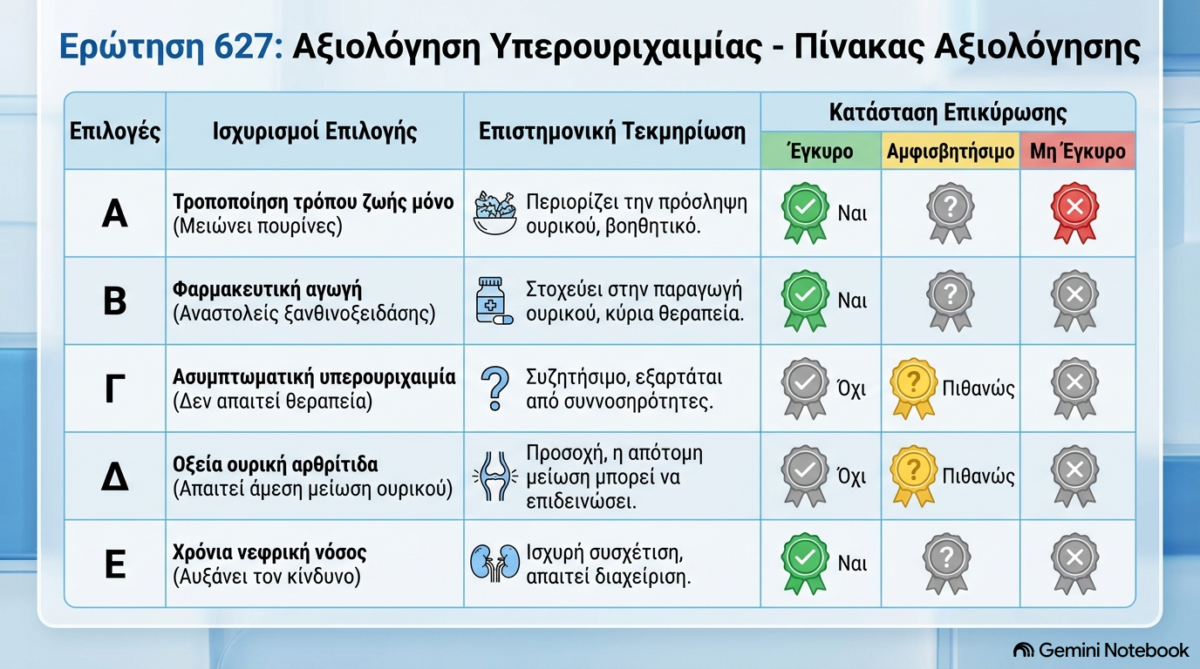 Ερώτηση 627: Αξιολόγηση Υπερουριχαιμίας - Πίνακας Αξιολόγησης
Επιλογές
Ισχυρισμοί Επιλογής
Επιστημονική Τεκμηρίωση
Κατάσταση Επικύρωσης
Έγκυρο
Αμφισβητήσιμο
Μη Έγκυρο
Α
Τροποποίηση τρόπου ζωής μόνο
(Μειώνει πουρίνες)
Περιορίζει την πρόσληψη
ουρικού, βοηθητικό.
Ναι
?
Β
Φαρμακευτική αγωγή
(Αναστολείς ξανθινοξειδάσης)
Στοχεύει στην παραγωγή
ουρικού, κύρια θεραπεία.
Ναι
?
Γ
Ασυμπτωματική υπερουριχαιμία
(Δεν απαιτεί θεραπεία)
?
Συζητήσιμο, εξαρτάται
από συννοσηρότητες.
Όχι
?
Πιθανώς
Δ
Οξεία ουρική αρθρίτιδα
(Απαιτεί άμεση μείωση ουρικού)
Προσοχή, η απότομη
μείωση μπορεί να
επιδεινώσει.
Όχι
?
Πιθανώς
Ε
Χρόνια νεφρική νόσος
(Αυξάνει τον κίνδυνο)
Ισχυρή συσχέτιση,
απαιτεί διαχείριση.
Ναι
?
Gemini Notebook